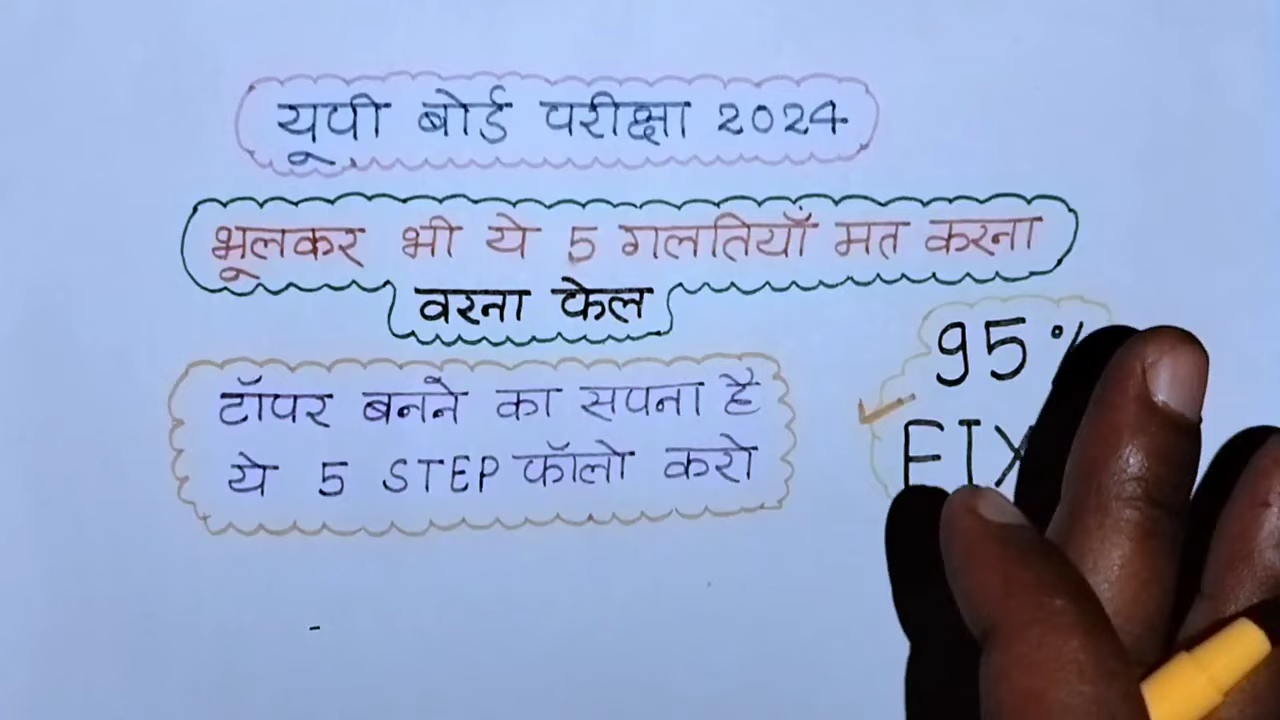 यूपी बोर्ड परीक्षा 2024
भूलकर भी ये 5 गलतियाँ मत करना
वरना फेल
टॉपर बनने का सपना है
ये 5 STEP फॉलो करो
95%
FIX